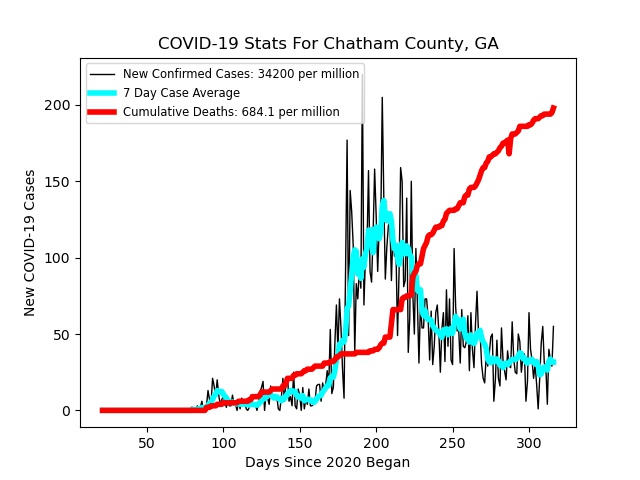 COVID-19 Stats For Chatham County, GA
New Confirmed Cases: 34200 per million
7 Day Case Average
Cumulative Deaths: 684.1 per million
New COVID-19 Cases
200
150
100
50
0
50 100 150 200 250 300
Days Since 2020 Began